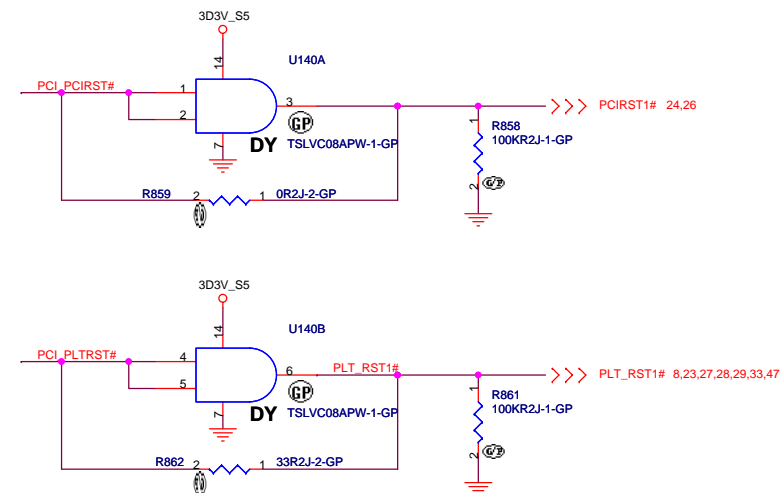 3D3V_S5
14
U140A
PCI_PCIRST#
1
2
3
PCIRST1# 24,26
GP
7
DY
TSLVC08APW-1-GP
1
R858
100KR2J-1-GP
2
G/P
R859
2
1
0R2J-2-GP
3D3V_S5
14
U140B
PCI_PLTRST#
4
5
6
PLT_RST1#
PLT_RST1# 8,23,27,28,29,33,47
GP
7
DY
TSLVC08APW-1-GP
1
R861
100KR2J-1-GP
2
G/P
R862
2
1
33R2J-2-GP